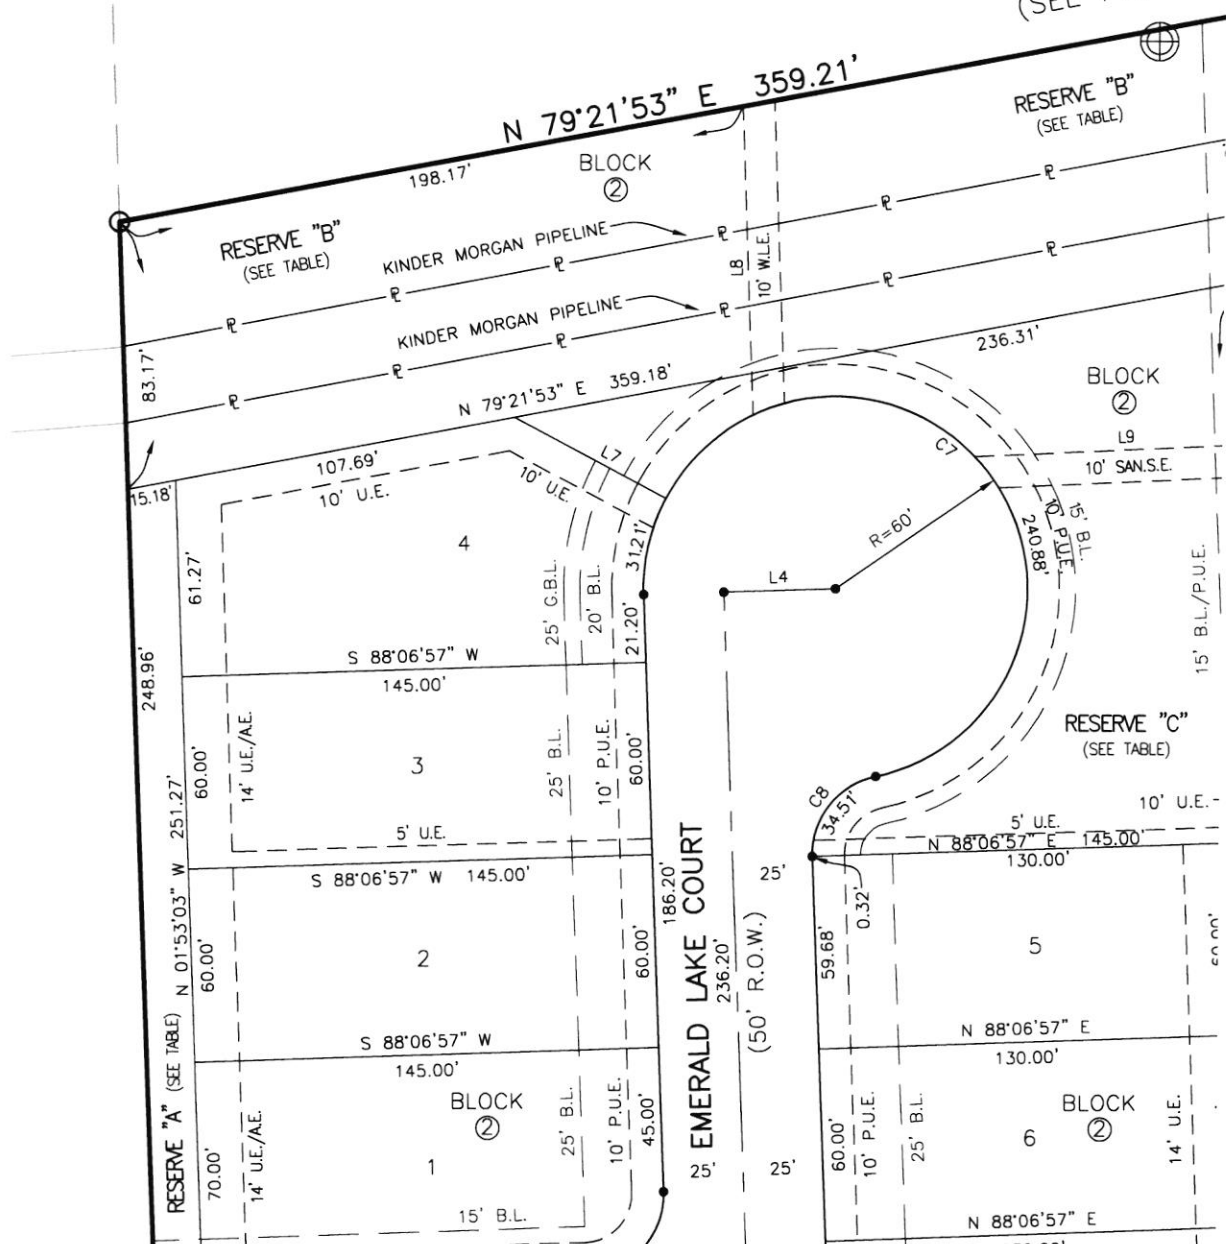 (SEE
N 79°21'53" E 359.21'
198.17'
BLOCK
2
RESERVE "B"
(SEE TABLE)
RESERVE "B"
(SEE TABLE)
KINDER MORGAN PIPELINE
KINDER MORGAN PIPELINE
L8
10' W.L.E.
83.17'
N 79°21'53" E 359.18'
236.31'
BLOCK
2
107.69'
15.18'
10' U.E.
10' U.E.
L7
C7
L9
10' SAN.S.E.
R=60'
L4
240.88'
10' P.U.E.
15' B.L.
4
61.27'
25' G.B.L.
20' B.L.
31.21'
21.20'
S 88°06'57" W
145.00'
248.96'
15' B.L./P.U.E.
RESERVE "C"
(SEE TABLE)
3
60.00'
14' U.E./A.E.
25' B.L.
10' P.U.E.
60.00'
5' U.E.
S 88°06'57" W 145.00'
C8
34.51'
10' U.E.
5' U.E.
N 88°06'57" E 145.00'
130.00'
0.32'
N 01°53'03" W 251.27'
2
60.00'
60.00'
186.20'
236.20'
EMERALD LAKE COURT
(50' R.O.W.)
25'
59.68'
5
S 88°06'57" W
145.00'
N 88°06'57" E
130.00'
RESERVE "A" (SEE TABLE)
BLOCK
2
1
70.00'
14' U.E./A.E.
25' B.L.
10' P.U.E.
45.00'
25'
25'
60.00'
10' P.U.E.
25' B.L.
6
BLOCK
2
14' U.E.
15' B.L.
N 88°06'57" E